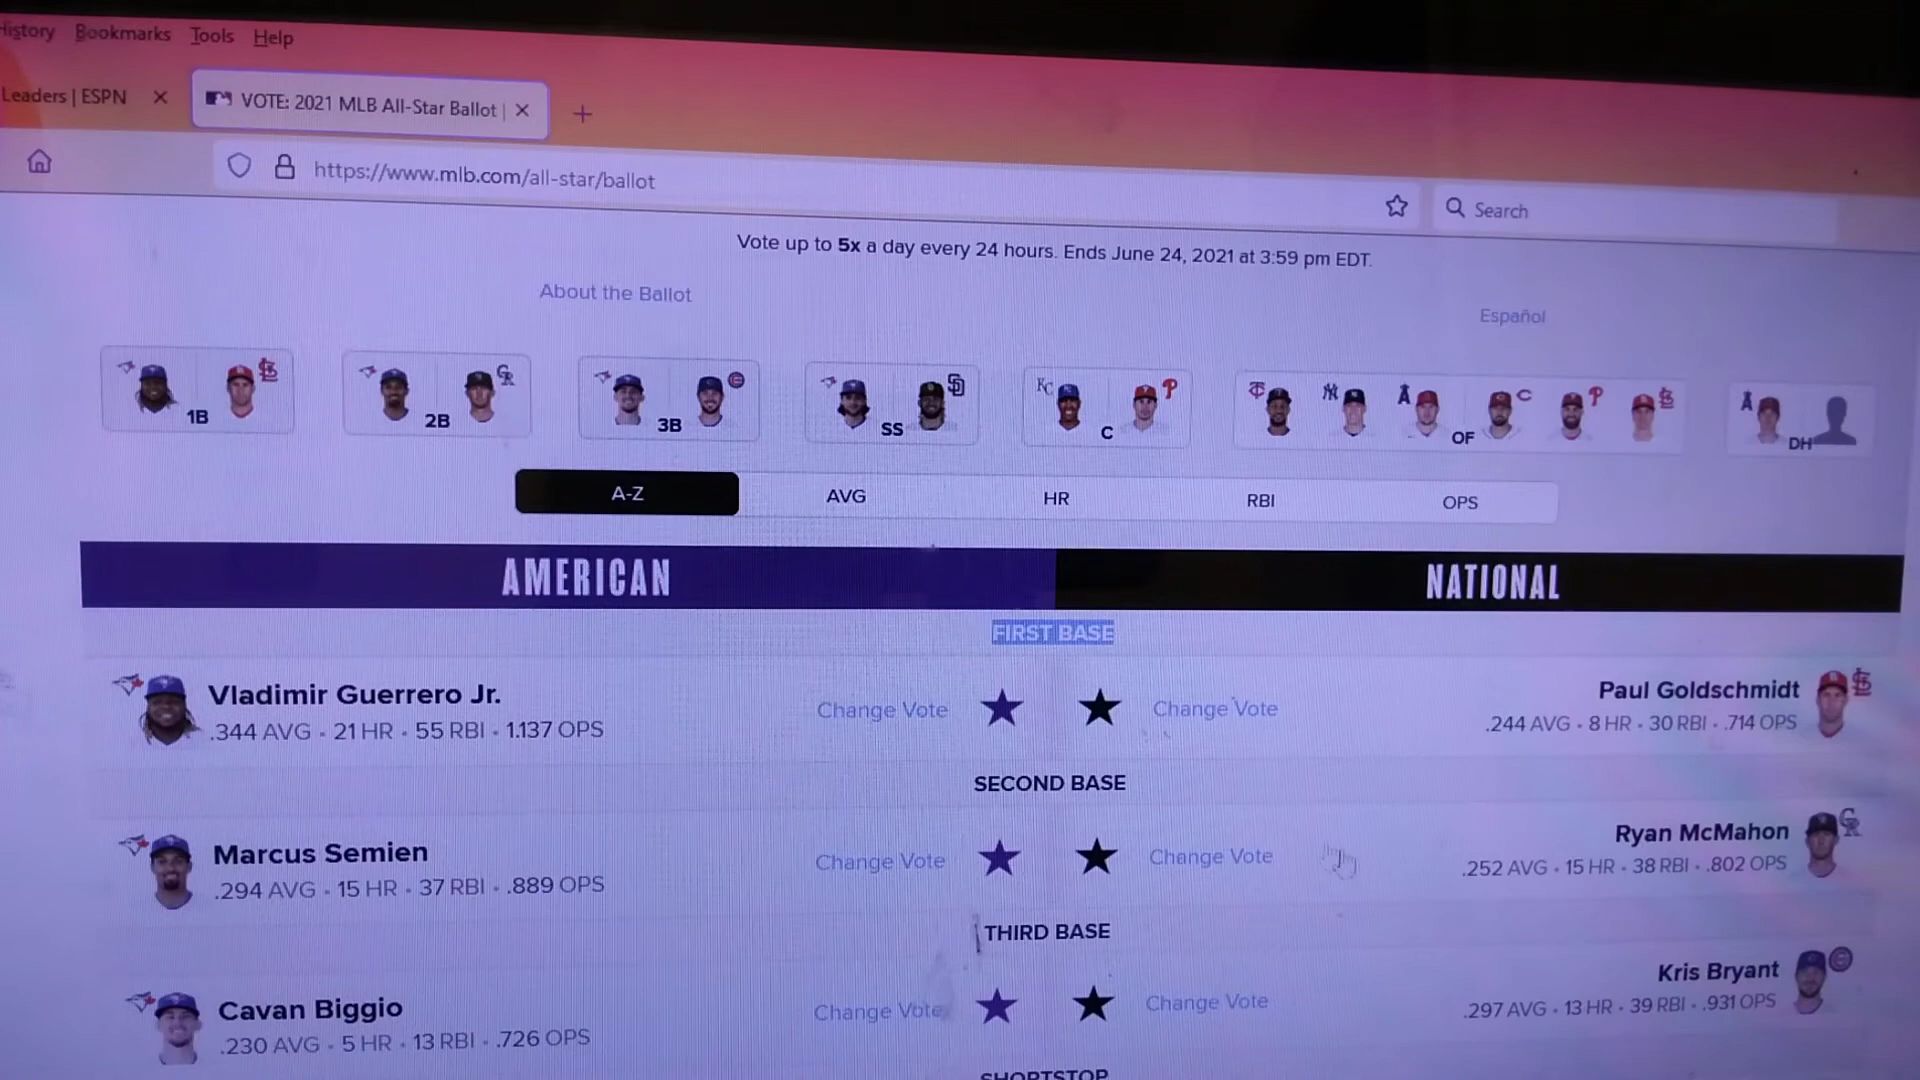 History Bookmarks Tools Help
Leaders | ESPN
VOTE: 2021 MLB All-Star Ballot |
https://www.mlb.com/all-star/ballot
Search
Vote up to 5x a day every 24 hours. Ends June 24, 2021 at 3:59 pm EDT.
About the Ballot
Español
1B 2B 3B SS C OF DH
A-Z AVG HR RBI OPS
AMERICAN NATIONAL
FIRST BASE
Vladimir Guerrero Jr.
.344 AVG • 21 HR • 55 RBI • 1.137 OPS
Change Vote
Change Vote
Paul Goldschmidt
.244 AVG • 8 HR • 30 RBI • .714 OPS
SECOND BASE
Marcus Semien
.294 AVG • 15 HR • 37 RBI • .889 OPS
Change Vote
Change Vote
Ryan McMahon
.252 AVG • 15 HR • 38 RBI • .802 OPS
THIRD BASE
Cavan Biggio
.230 AVG • 5 HR • 13 RBI • .726 OPS
Change Vote
Change Vote
Kris Bryant
.297 AVG • 13 HR • 39 RBI • .931 OPS
SHORTSTOP